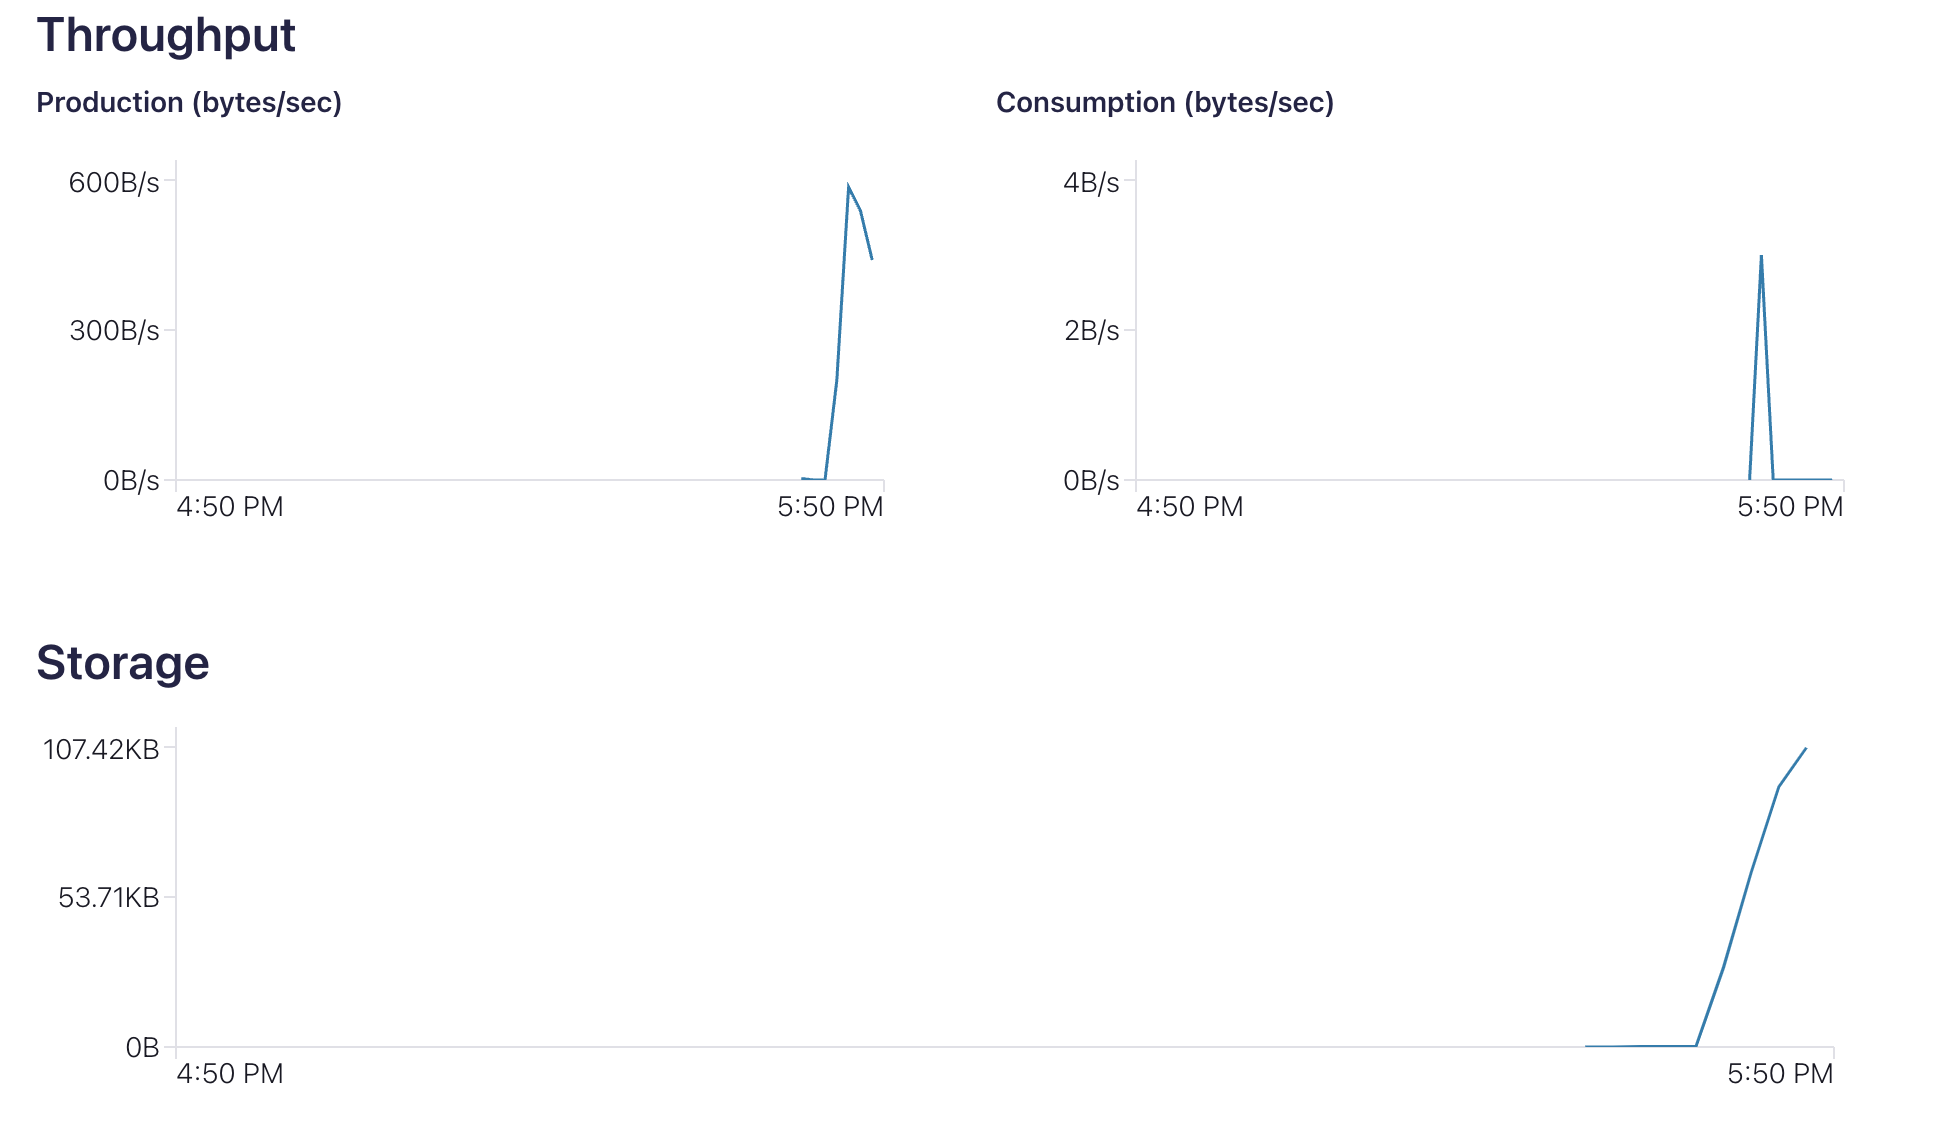 Throughput
Production (bytes/sec)
600B/s
300B/s
0B/s
4:50 PM
5:50 PM
Consumption (bytes/sec)
4B/s
2B/s
0B/s
4:50 PM
5:50 PM
Storage
107.42KB
53.71KB
0B
4:50 PM
5:50 PM